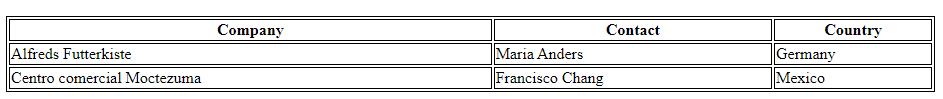 Company Contact Country
Alfreds Futterkiste Maria Anders Germany
Centro comercial Moctezuma Francisco Chang Mexico